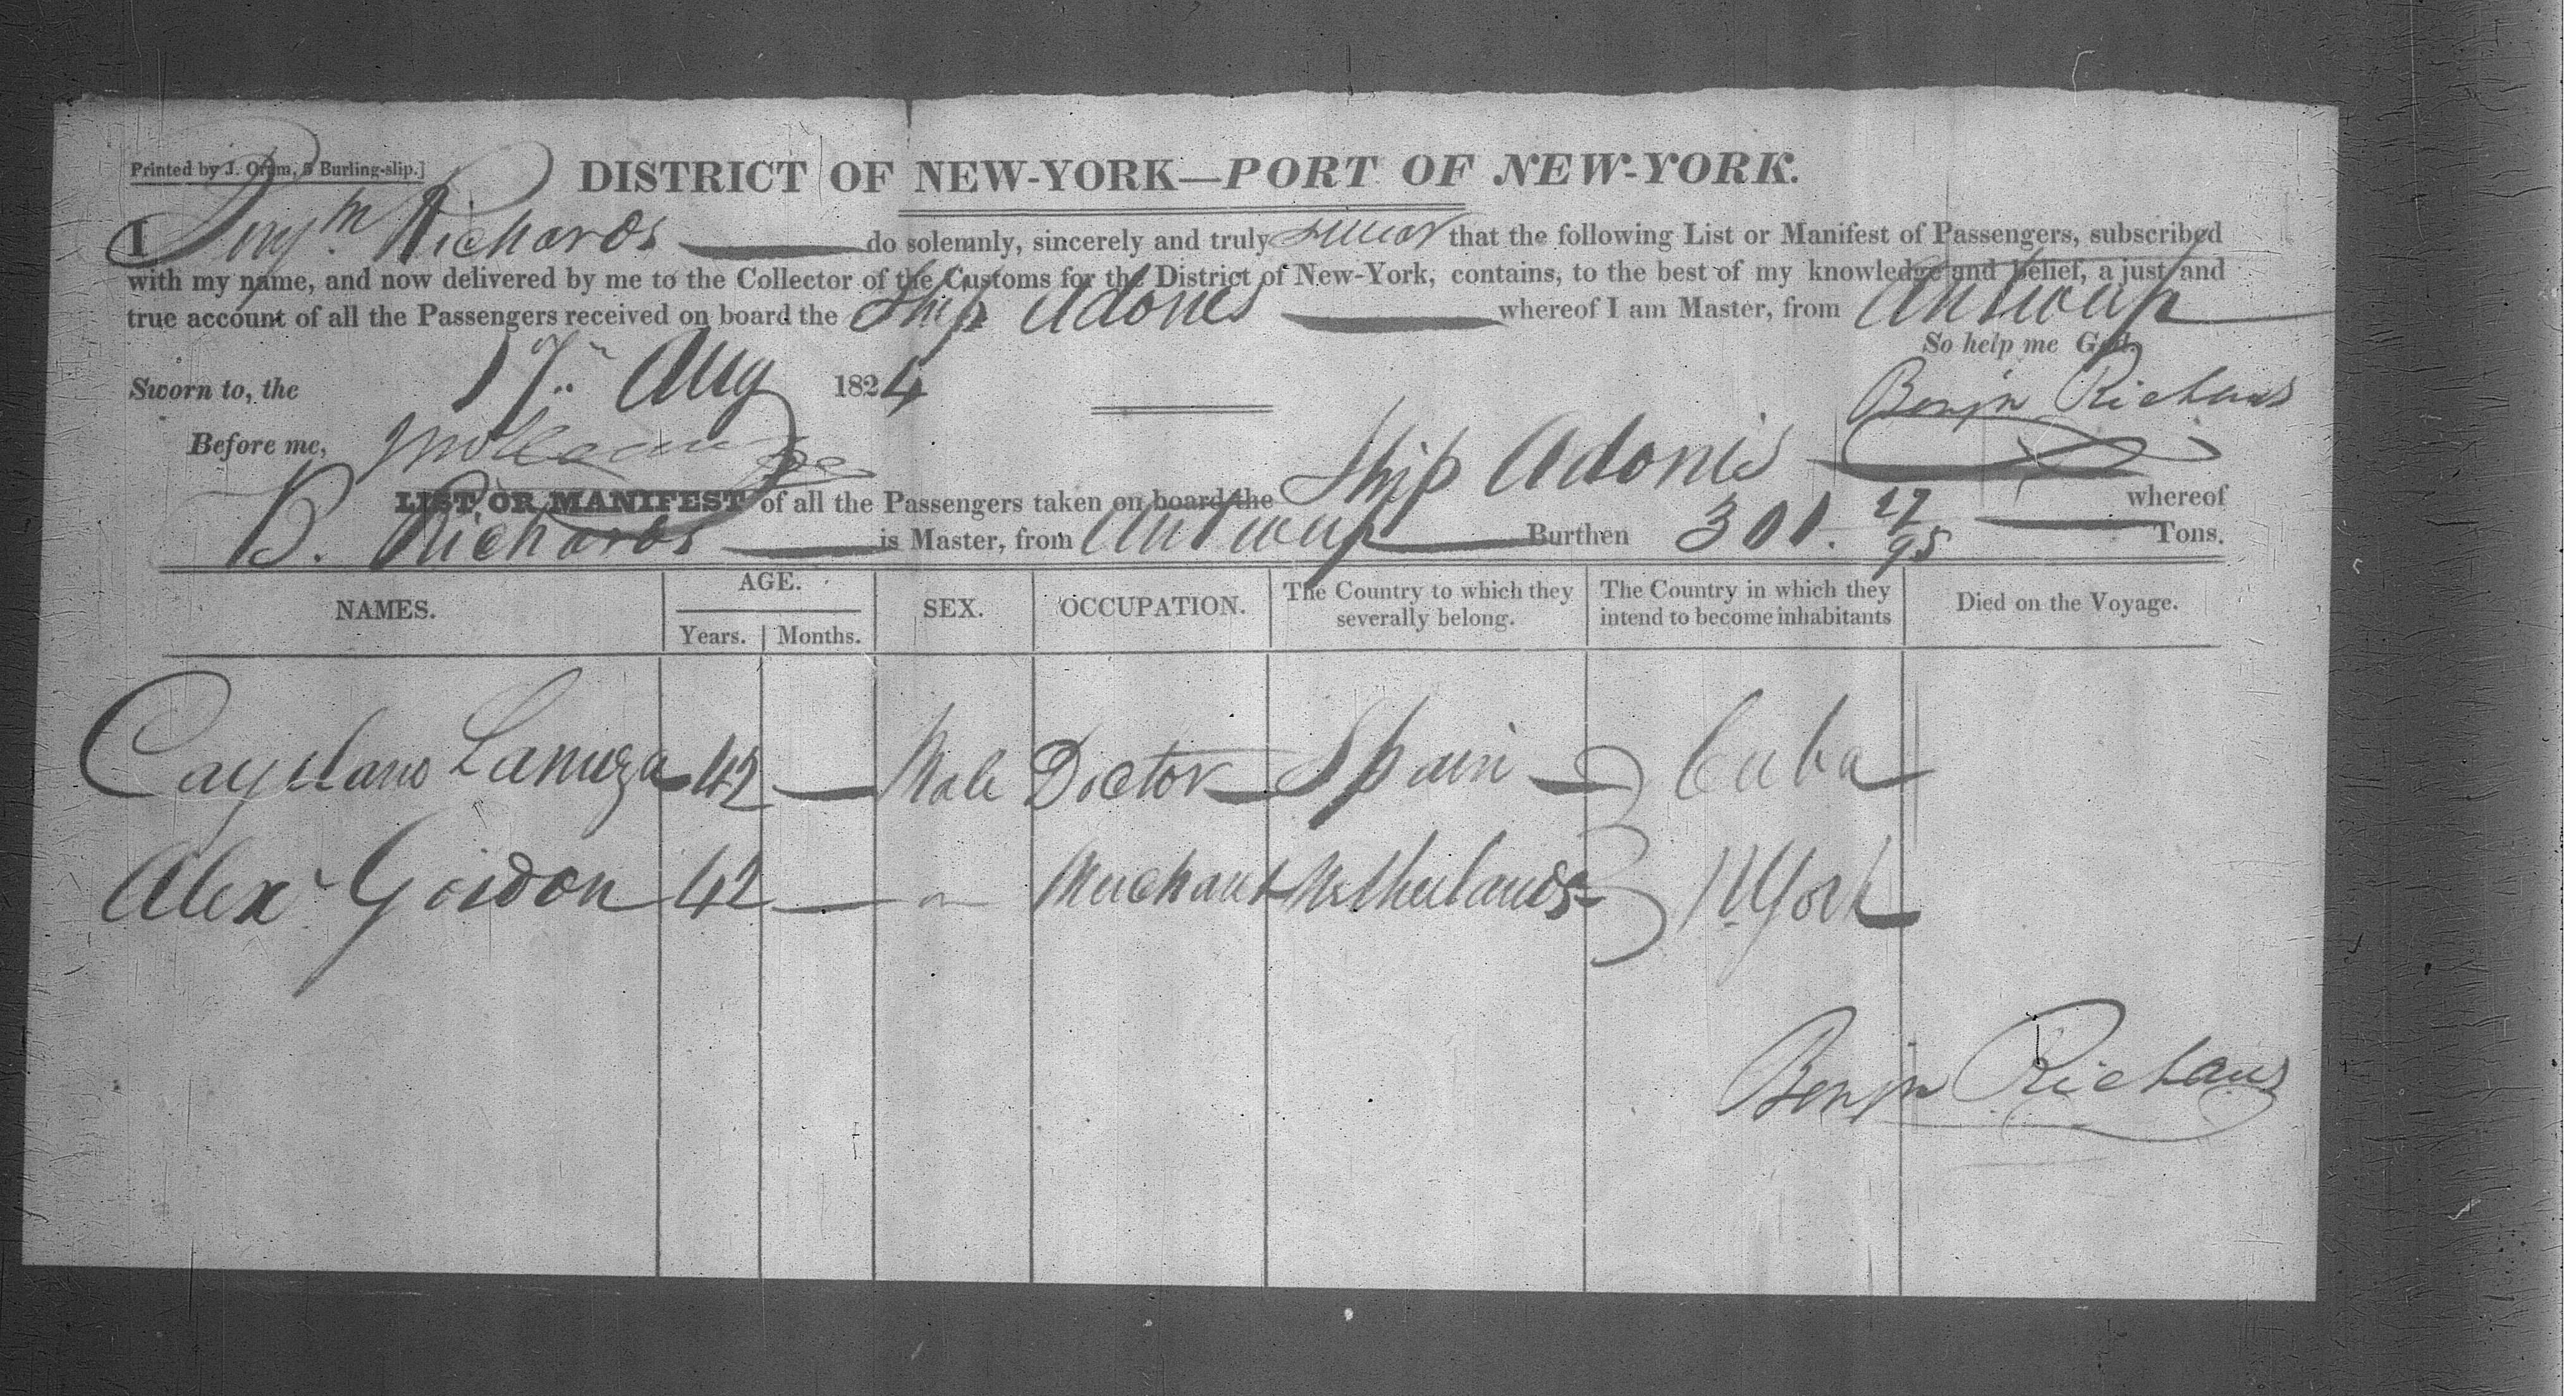 Printed by J. Oram, 5 Burling-slip.]
DISTRICT OF NEW-YORK—PORT OF NEW-YORK.
I Benjm Richards do solemnly, sincerely and truly swear that the following List or Manifest of Passengers, subscribed
with my name, and now delivered by me to the Collector of the Customs for the District of New-York, contains, to the best of my knowledge and belief, a just and
true account of all the Passengers received on board the Ship Adonis whereof I am Master, from Antwerp
So help me God.
Sworn to, the 17th Aug 1824
Benjn Richards
Before me,
LIST OR MANIFEST of all the Passengers taken on board the Ship Adonis whereof
B. Richards is Master, from Antwerp Burthen 301. 27/95 Tons.
NAMES. AGE. Years. Months. SEX. OCCUPATION. The Country to which they severally belong. The Country in which they intend to become inhabitants Died on the Voyage.
Cayetano Lanuza 42 — Male Doctor Spain Cuba
Alexr Gordon 42 — " Merchant Netherlands N. York
Benjn Richards